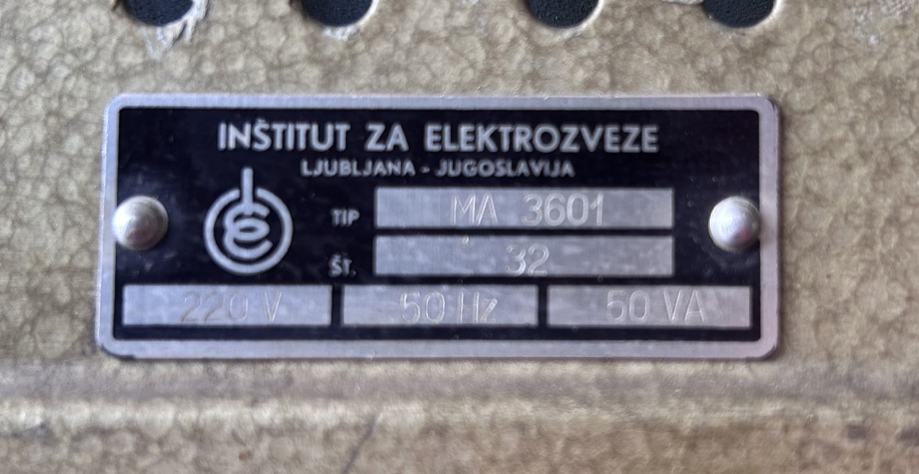 INŠTITUT ZA ELEKTROZVEZE
LJUBLJANA - JUGOSLAVIJA
TIP MA 3601
ŠT. 32
220 V 50 Hz 50 VA